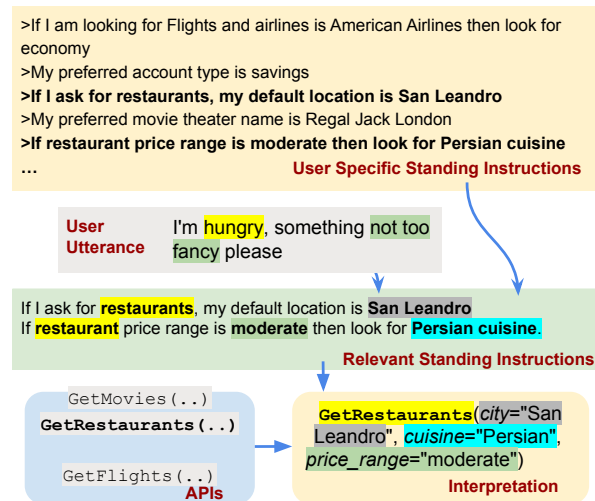 >If I am looking for Flights and airlines is American Airlines then look for
economy
>My preferred account type is savings
>If I ask for restaurants, my default location is San Leandro
>My preferred movie theater name is Regal Jack London
>If restaurant price range is moderate then look for Persian cuisine
...
User Specific Standing Instructions
User
Utterance
I'm hungry, something not too
fancy please
If I ask for restaurants, my default location is San Leandro
If restaurant price range is moderate then look for Persian cuisine.
Relevant Standing Instructions
GetMovies(..)
GetRestaurants(..)
GetFlights(..)
APIs
GetRestaurants(city="San
Leandro", cuisine="Persian",
price_range="moderate")
Interpretation